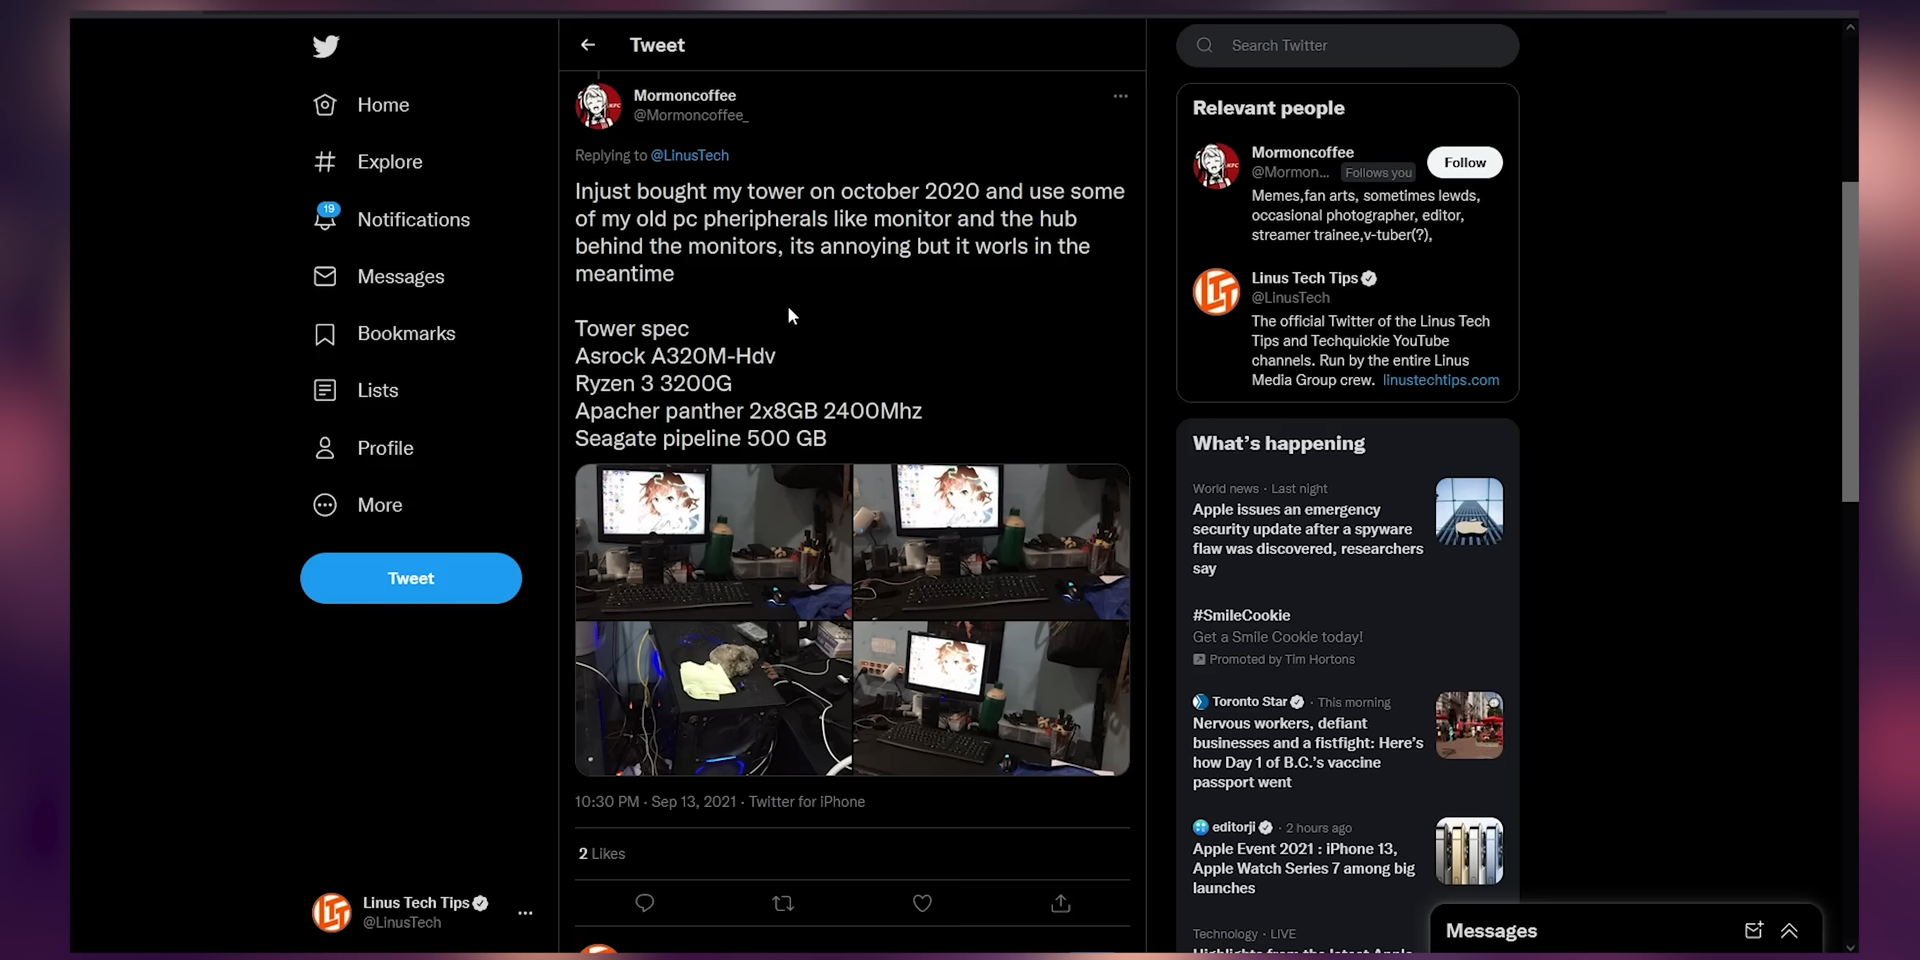 Home
Explore
19
Notifications
Messages
Bookmarks
Lists
Profile
More
Tweet
Linus Tech Tips
@LinusTech
Tweet
Mormoncoffee
@Mormoncoffee_
Replying to @LinusTech
Injust bought my tower on october 2020 and use some
of my old pc pheripherals like monitor and the hub
behind the monitors, its annoying but it worls in the
meantime
Tower spec
Asrock A320M-Hdv
Ryzen 3 3200G
Apacher panther 2x8GB 2400Mhz
Seagate pipeline 500 GB
10:30 PM · Sep 13, 2021 · Twitter for iPhone
2 Likes
Search Twitter
Relevant people
Mormoncoffee
@Mormon... Follows you
Follow
Memes,fan arts, sometimes lewds,
occasional photographer, editor,
streamer trainee,v-tuber(?),
Linus Tech Tips
@LinusTech
The official Twitter of the Linus Tech
Tips and Techquickie YouTube
channels. Run by the entire Linus
Media Group crew. linustechtips.com
What's happening
World news · Last night
Apple issues an emergency
security update after a spyware
flaw was discovered, researchers
say
#SmileCookie
Get a Smile Cookie today!
Promoted by Tim Hortons
Toronto Star · This morning
Nervous workers, defiant
businesses and a fistfight: Here's
how Day 1 of B.C.'s vaccine
passport went
editorji · 2 hours ago
Apple Event 2021 : iPhone 13,
Apple Watch Series 7 among big
launches
Technology · LIVE
Highlights from the latest Apple
Messages